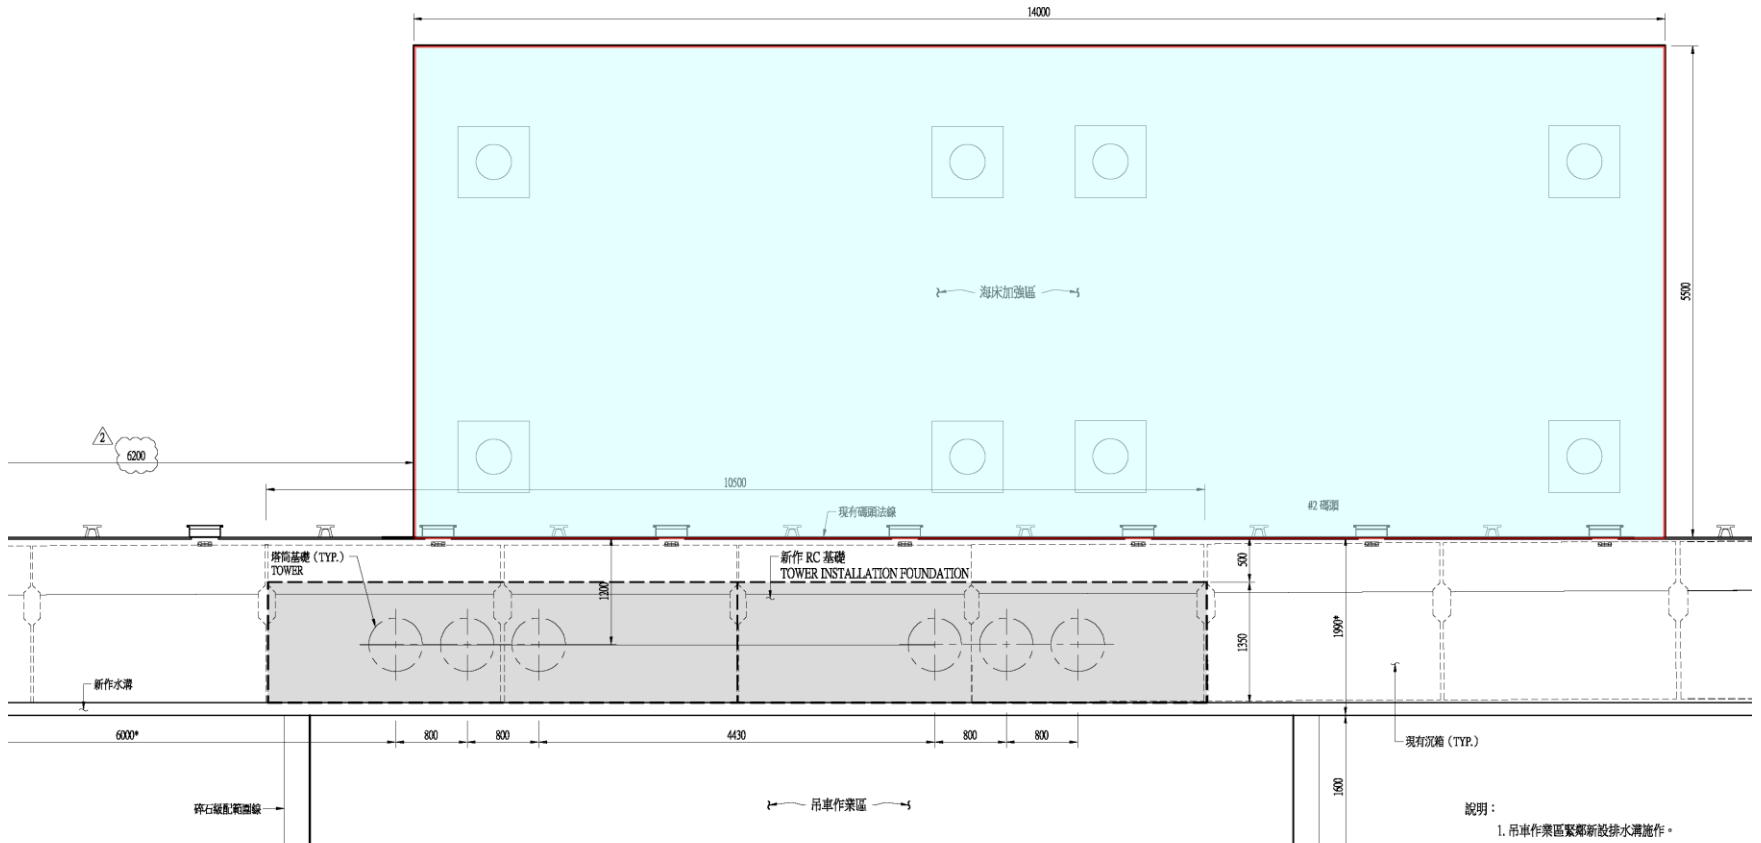 14000
5500
海床加強區
2
6200
10500
現有碼頭法線
#2 碼頭
塔筒基礎（TYP.）
TOWER
新作 RC 基礎
TOWER INSTALLATION FOUNDATION
1200
500
1350
1990*
新作水溝
6000*
800
800
4430
800
800
現有沉箱（TYP.）
碎石級配範圍線
吊車作業區
1600
說明：
1. 吊車作業區緊鄰新設排水溝施作。